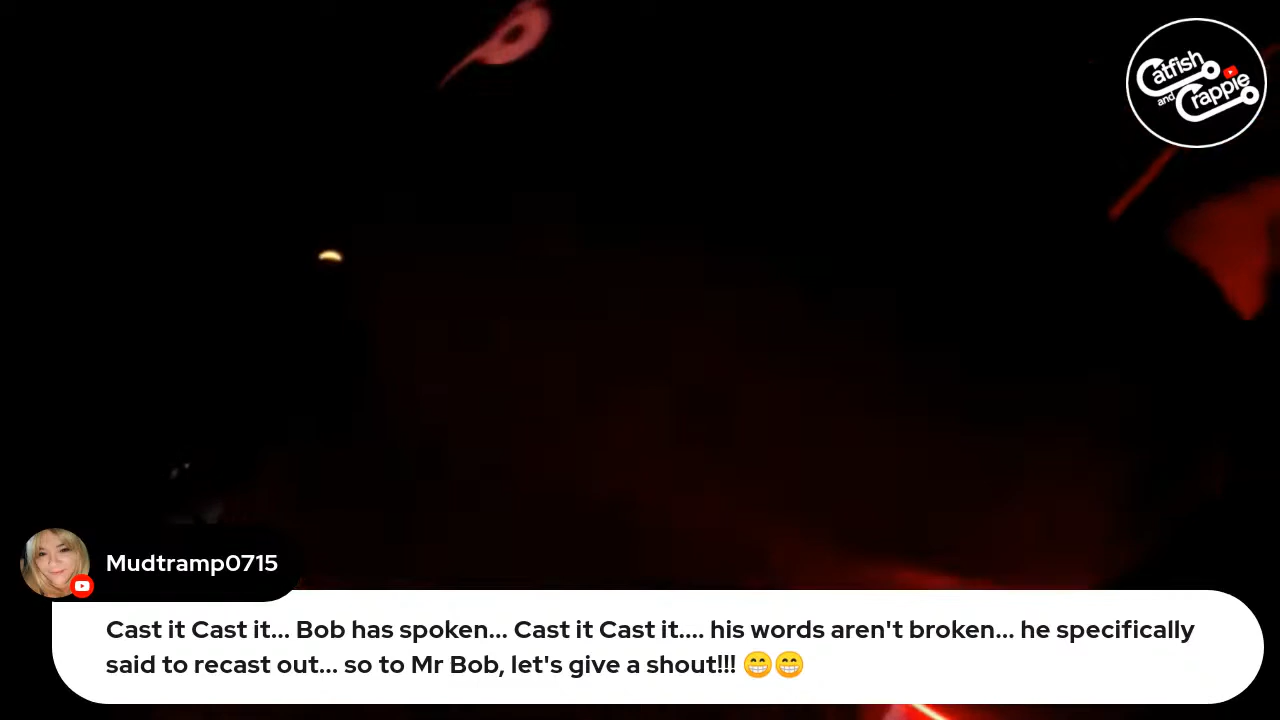 Catfish
and
Crappie
Mudtramp0715
Cast it Cast it... Bob has spoken... Cast it Cast it.... his words aren't broken... he specifically
said to recast out... so to Mr Bob, let's give a shout!!! 😁😁